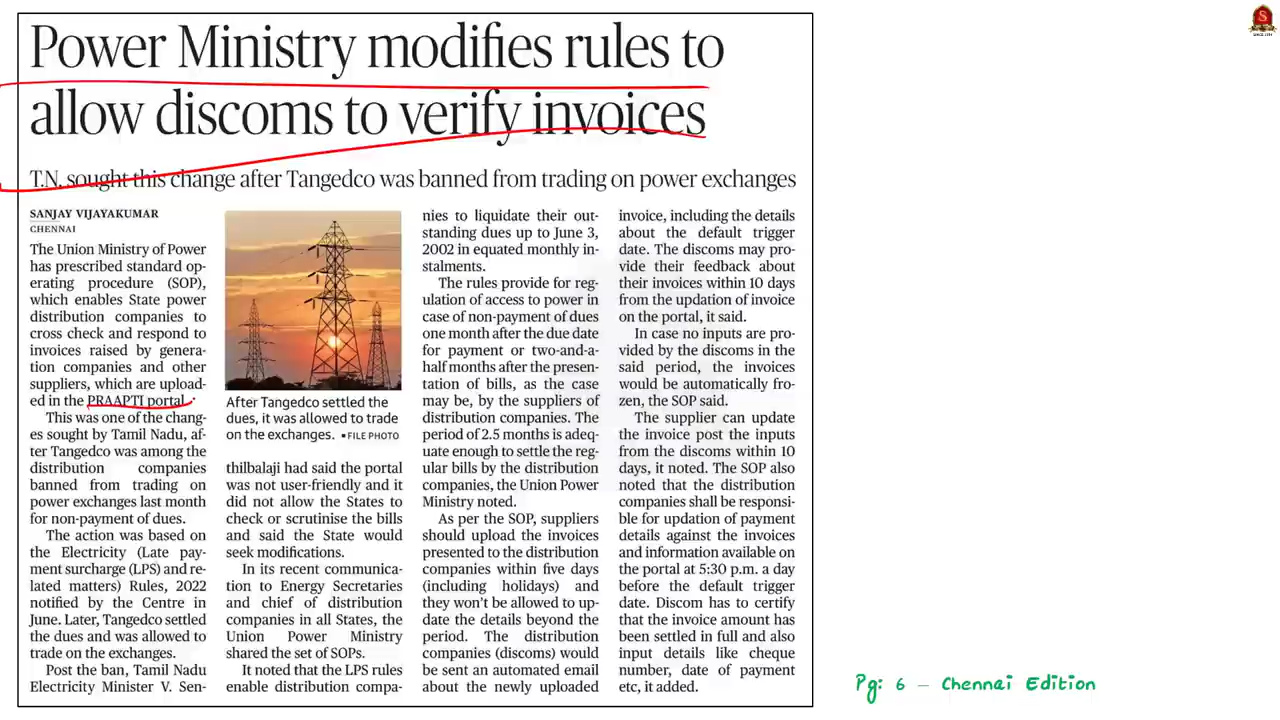 Power Ministry modifies rules to
allow discoms to verify invoices
T.N. sought this change after Tangedco was banned from trading on power exchanges
SANJAY VIJAYAKUMAR
CHENNAI
The Union Ministry of Power
has prescribed standard op-
erating procedure (SOP),
which enables State power
distribution companies to
cross check and respond to
invoices raised by genera-
tion companies and other
suppliers, which are upload-
ed in the PRAAPTI portal.
This was one of the chang-
es sought by Tamil Nadu, af-
ter Tangedco was among the
distribution companies
banned from trading on
power exchanges last month
for non-payment of dues.
The action was based on
the Electricity (Late pay-
ment surcharge (LPS) and re-
lated matters) Rules, 2022
notified by the Centre in
June. Later, Tangedco settled
the dues and was allowed to
trade on the exchanges.
Post the ban, Tamil Nadu
Electricity Minister V. Sen-
After Tangedco settled the
dues, it was allowed to trade
on the exchanges. ▪FILE PHOTO
thilbalaji had said the portal
was not user-friendly and it
did not allow the States to
check or scrutinise the bills
and said the State would
seek modifications.
In its recent communica-
tion to Energy Secretaries
and chief of distribution
companies in all States, the
Union Power Ministry
shared the set of SOPs.
It noted that the LPS rules
enable distribution compa-
nies to liquidate their out-
standing dues up to June 3,
2002 in equated monthly in-
stalments.
The rules provide for reg-
ulation of access to power in
case of non-payment of dues
one month after the due date
for payment or two-and-a-
half months after the presen-
tation of bills, as the case
may be, by the suppliers of
distribution companies. The
period of 2.5 months is adeq-
uate enough to settle the reg-
ular bills by the distribution
companies, the Union Power
Ministry noted.
As per the SOP, suppliers
should upload the invoices
presented to the distribution
companies within five days
(including holidays) and
they won't be allowed to up-
date the details beyond the
period. The distribution
companies (discoms) would
be sent an automated email
about the newly uploaded
invoice, including the details
about the default trigger
date. The discoms may pro-
vide their feedback about
their invoices within 10 days
from the updation of invoice
on the portal, it said.
In case no inputs are pro-
vided by the discoms in the
said period, the invoices
would be automatically fro-
zen, the SOP said.
The supplier can update
the invoice post the inputs
from the discoms within 10
days, it noted. The SOP also
noted that the distribution
companies shall be responsi-
ble for updation of payment
details against the invoices
and information available on
the portal at 5:30 p.m. a day
before the default trigger
date. Discom has to certify
that the invoice amount has
been settled in full and also
input details like cheque
number, date of payment
etc, it added.
Pg: 6 – Chennai Edition